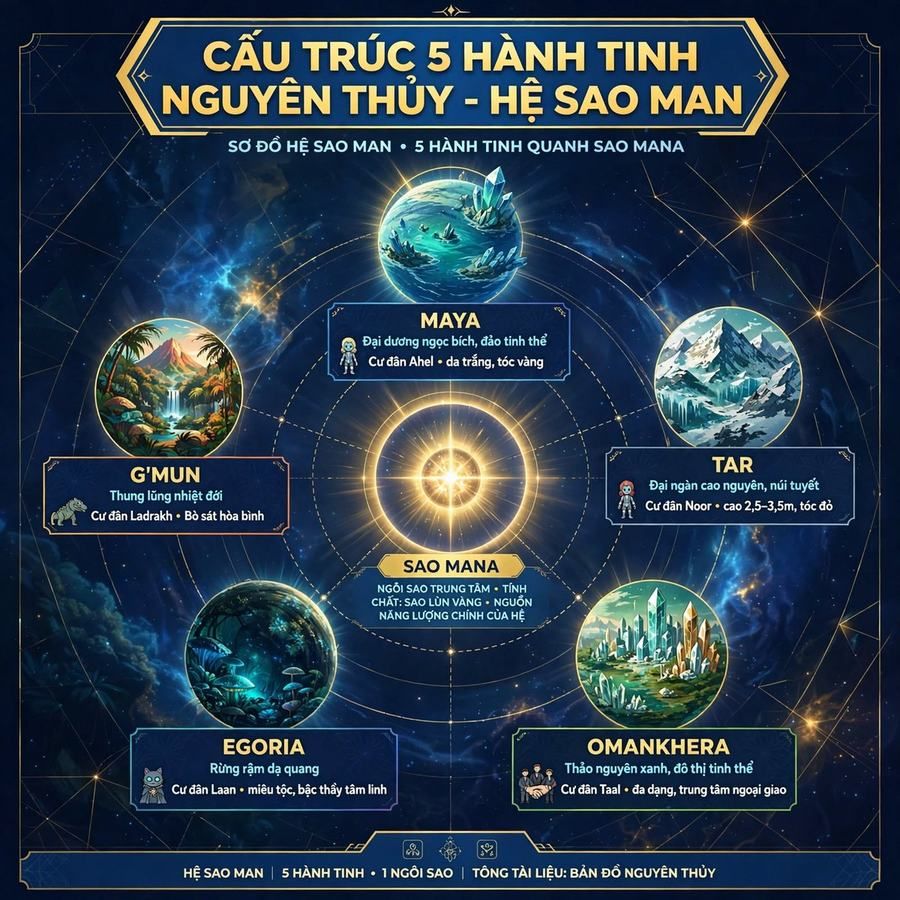 CẤU TRÚC 5 HÀNH TINH
NGUYÊN THỦY - HỆ SAO MAN
SƠ ĐỒ HỆ SAO MAN • 5 HÀNH TINH QUANH SAO MANA
MAYA
Đại dương ngọc bích, đảo tinh thể
Cư dân Ahel • da trắng, tóc vàng
G'MUN
Thung lũng nhiệt đới
Cư dân Ladrakh • Bò sát hòa bình
TAR
Đại ngàn cao nguyên, núi tuyết
Cư dân Noor • cao 2,5–3,5m, tóc đỏ
SAO MANA
NGÔI SAO TRUNG TÂM • TÍNH
CHẤT: SAO LÙN VÀNG • NGUỒN
NĂNG LƯỢNG CHÍNH CỦA HỆ
EGORIA
Rừng rậm dạ quang
Cư dân Laan • miêu tộc, bậc thầy tâm linh
OMANKHERA
Thảo nguyên xanh, đô thị tinh thể
Cư dân Taal • đa dạng, trung tâm ngoại giao
HỆ SAO MAN | 5 HÀNH TINH • 1 NGÔI SAO | TÔNG TÀI LIỆU: BẢN ĐỒ NGUYÊN THỦY